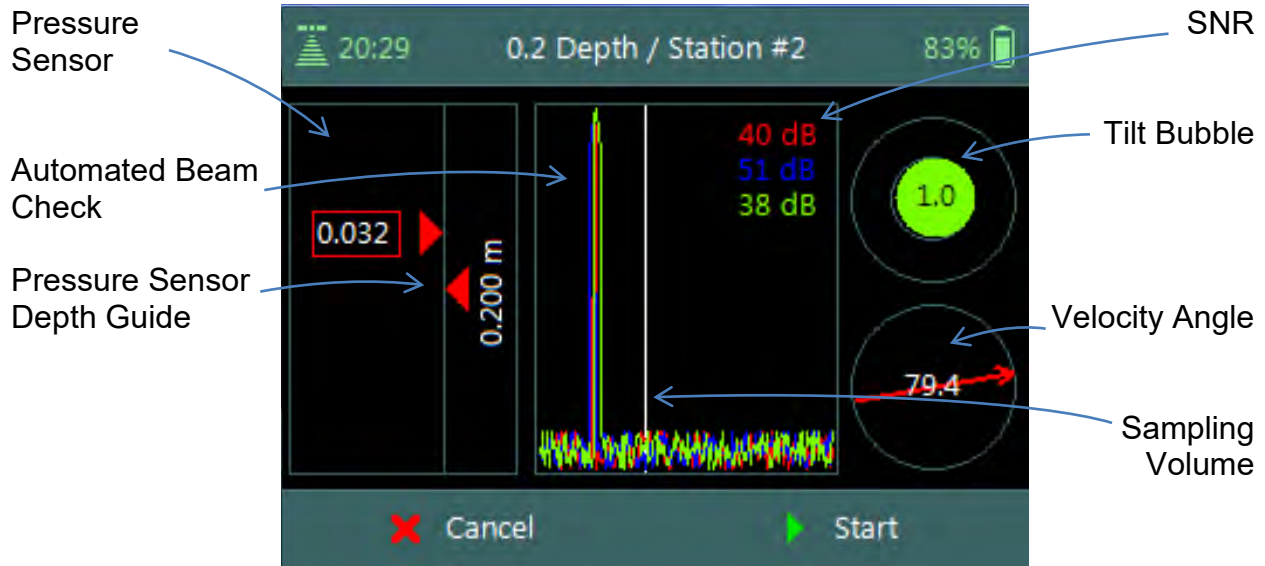 Pressure
Sensor
Automated Beam
Check
Pressure Sensor
Depth Guide
20:29
0.2 Depth / Station #2
83%
0.032
0.200 m
40 dB
51 dB
38 dB
1.0
79.4
Cancel
Start
SNR
Tilt Bubble
Velocity Angle
Sampling
Volume